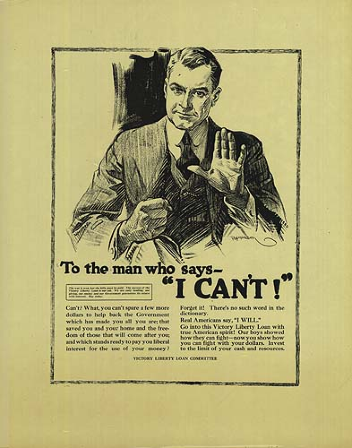 To the man who says—
"I CAN'T!"
Can't? What, you can't spare a few more
dollars to help back the Government
which has made you all you are; that
saved you and your home and the free-
dom of those that will come after you;
and which stands ready to pay you liberal
interest for the use of your money?
Forget it! There's no such word in the
dictionary.
Real Americans say, "I WILL."
Go into this Victory Liberty Loan with
true American spirit! Our boys showed
how they can fight—now you show how
you can fight with your dollars. Invest
to the limit of your cash and resources.
VICTORY LIBERTY LOAN COMMITTEE